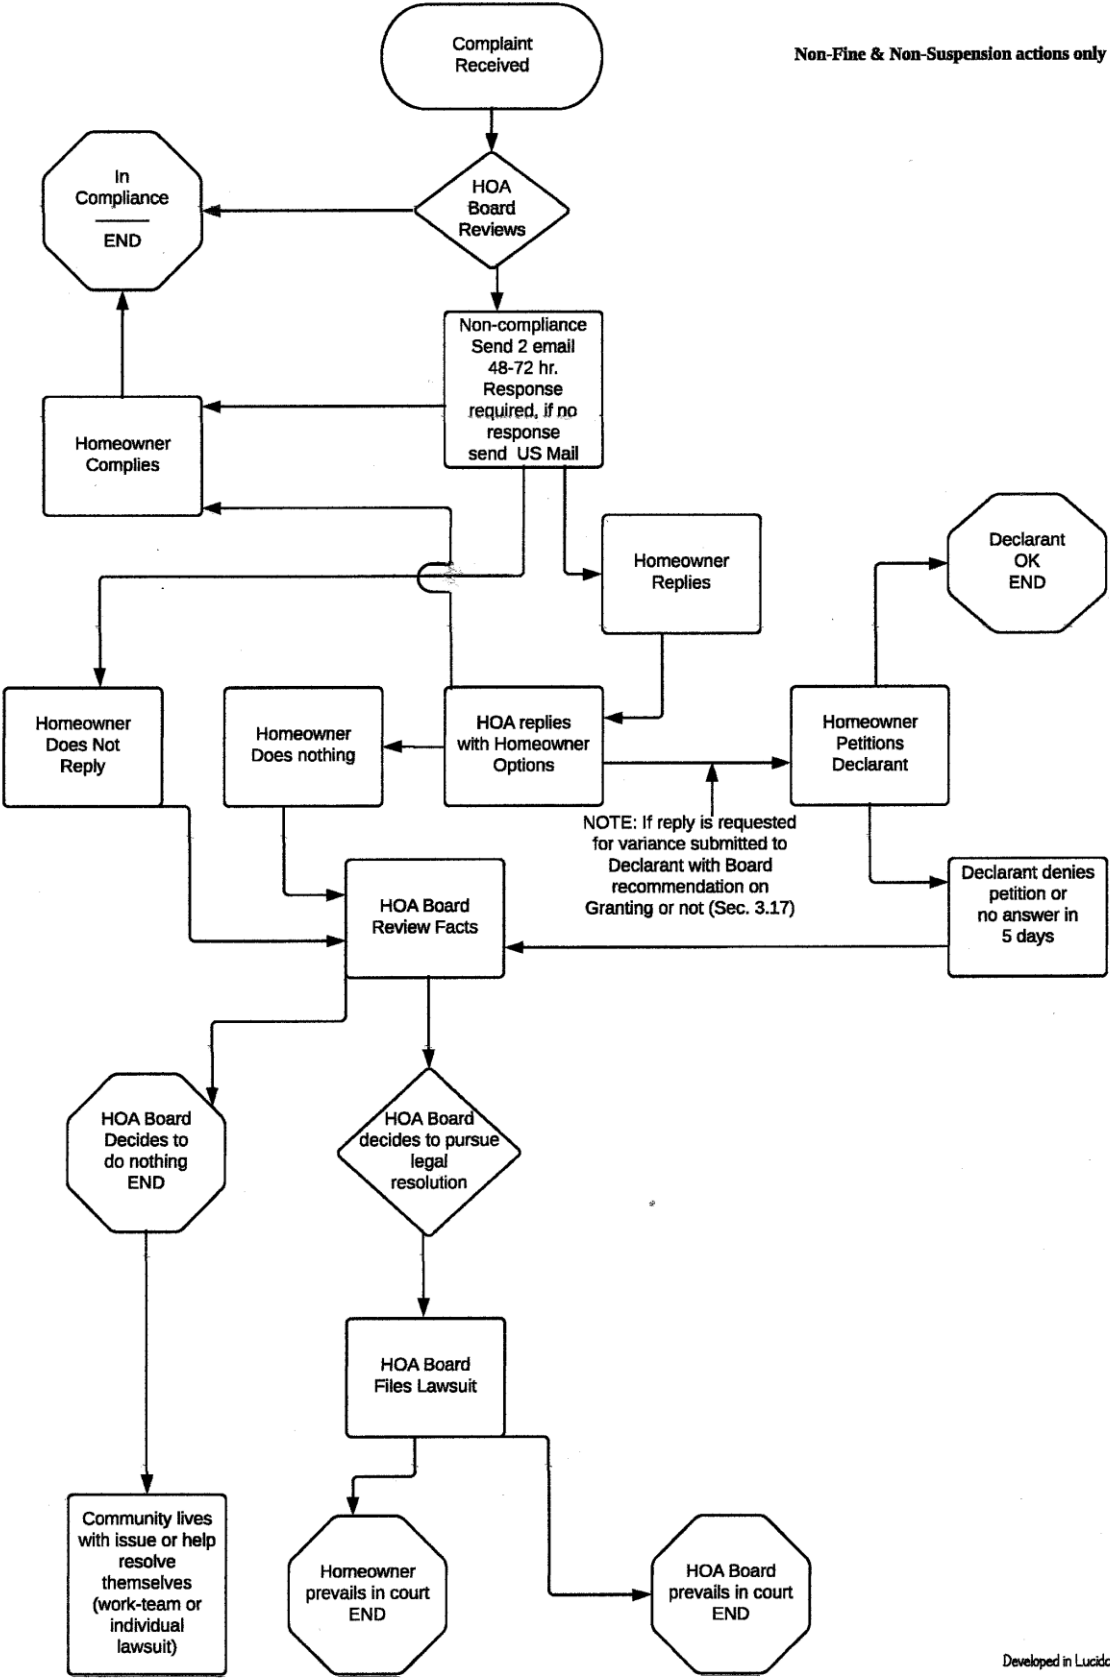 Complaint
Received
Non-Fine & Non-Suspension actions only
In
Compliance
END
HOA
Board
Reviews
Non-compliance
Send 2 email
48-72 hr.
Response
required, if no
response
send US Mail
Homeowner
Complies
Homeowner
Replies
Declarant
OK
END
Homeowner
Does Not
Reply
Homeowner
Does nothing
HOA replies
with Homeowner
Options
Homeowner
Petitions
Declarant
NOTE: If reply is requested
for variance submitted to
Declarant with Board
recommendation on
Granting or not (Sec. 3.17)
Declarant denies
petition or
no answer in
5 days
HOA Board
Review Facts
HOA Board
Decides to
do nothing
END
HOA Board
decides to pursue
legal
resolution
HOA Board
Files Lawsuit
Community lives
with issue or help
resolve
themselves
(work-team or
individual
lawsuit)
Homeowner
prevails in court
END
HOA Board
prevails in court
END
Developed in Lucidc